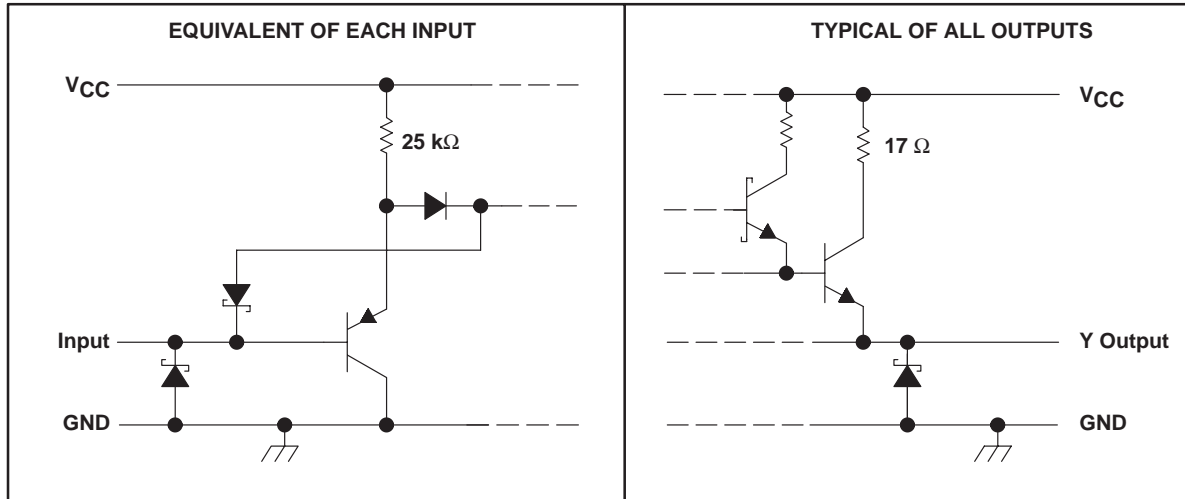 EQUIVALENT OF EACH INPUT
VCC
25 kΩ
Input
GND
TYPICAL OF ALL OUTPUTS
VCC
17 Ω
Y Output
GND